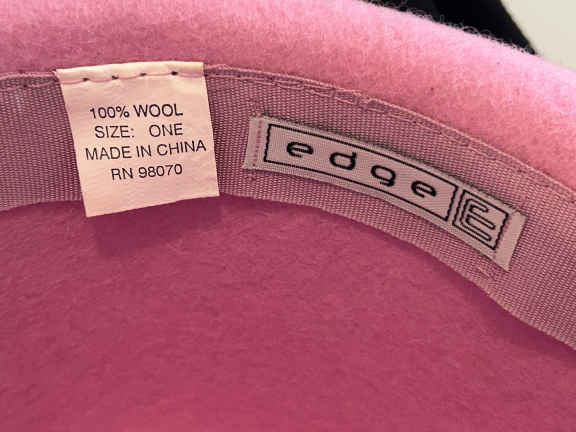 100% WOOL
SIZE: ONE
MADE IN CHINA
RN 98070
edge E